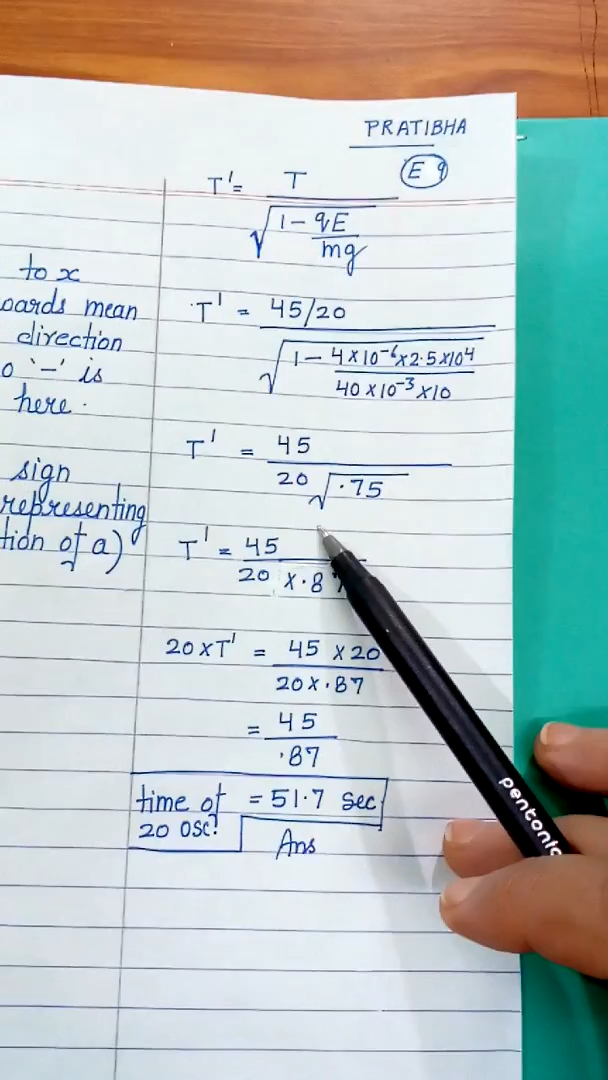 PRATIBHA
E 9
T' = T / √(1 - qE/mg)
to x
oards mean
direction
o '-' is
here.
T' = 45/20 / √(1 - 4×10⁻⁶×2.5×10⁴ / 40×10⁻³×10)
T' = 45 / 20√.75
sign
representing
tion of a)
T' = 45 / 20 × .8
20×T' = 45 × 20 / 20×.87
= 45 / .87
time of 20 osc? = 51.7 sec
Ans
pentonic